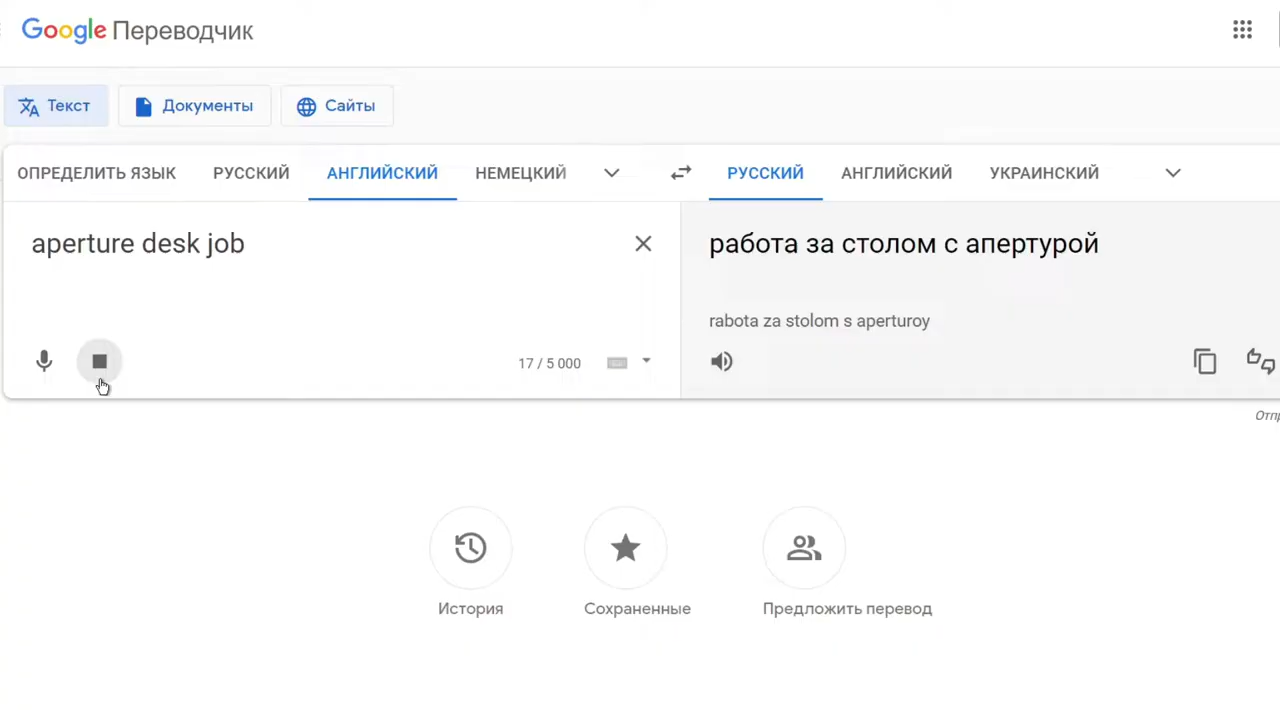 Google Переводчик
Текст
Документы
Сайты
ОПРЕДЕЛИТЬ ЯЗЫК
РУССКИЙ
АНГЛИЙСКИЙ
НЕМЕЦКИЙ
РУССКИЙ
АНГЛИЙСКИЙ
УКРАИНСКИЙ
aperture desk job
работа за столом с апертурой
rabota za stolom s aperturoy
17 / 5 000
История
Сохраненные
Предложить перевод